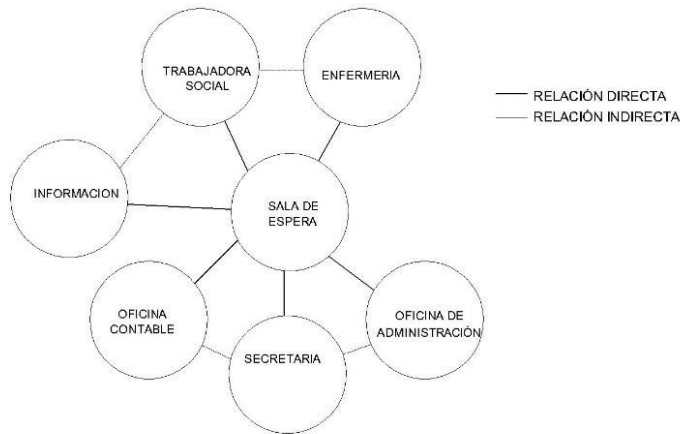 TRABAJADORA
SOCIAL
ENFERMERIA
RELACIÓN DIRECTA
RELACIÓN INDIRECTA
INFORMACION
SALA DE
ESPERA
OFICINA
CONTABLE
SECRETARIA
OFICINA DE
ADMINISTRACIÓN